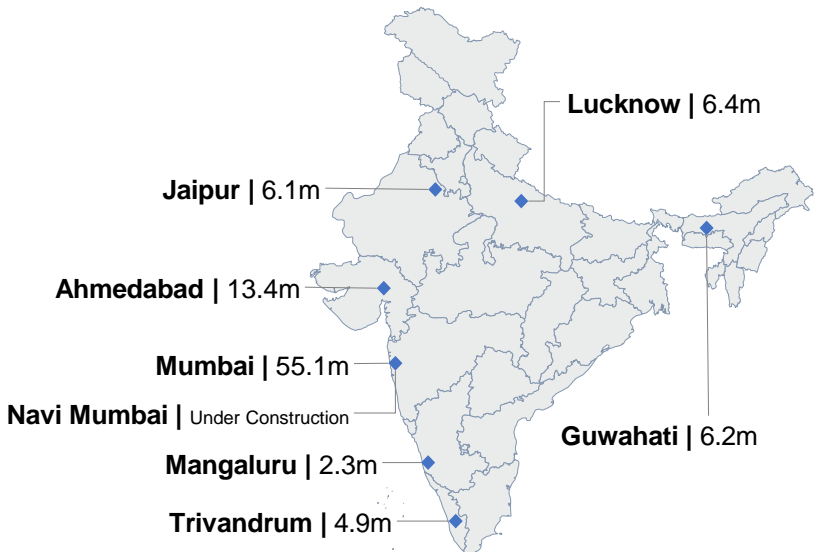 Lucknow | 6.4m
Jaipur | 6.1m
Ahmedabad | 13.4m
Mumbai | 55.1m
Navi Mumbai | Under Construction
Guwahati | 6.2m
Mangaluru | 2.3m
Trivandrum | 4.9m